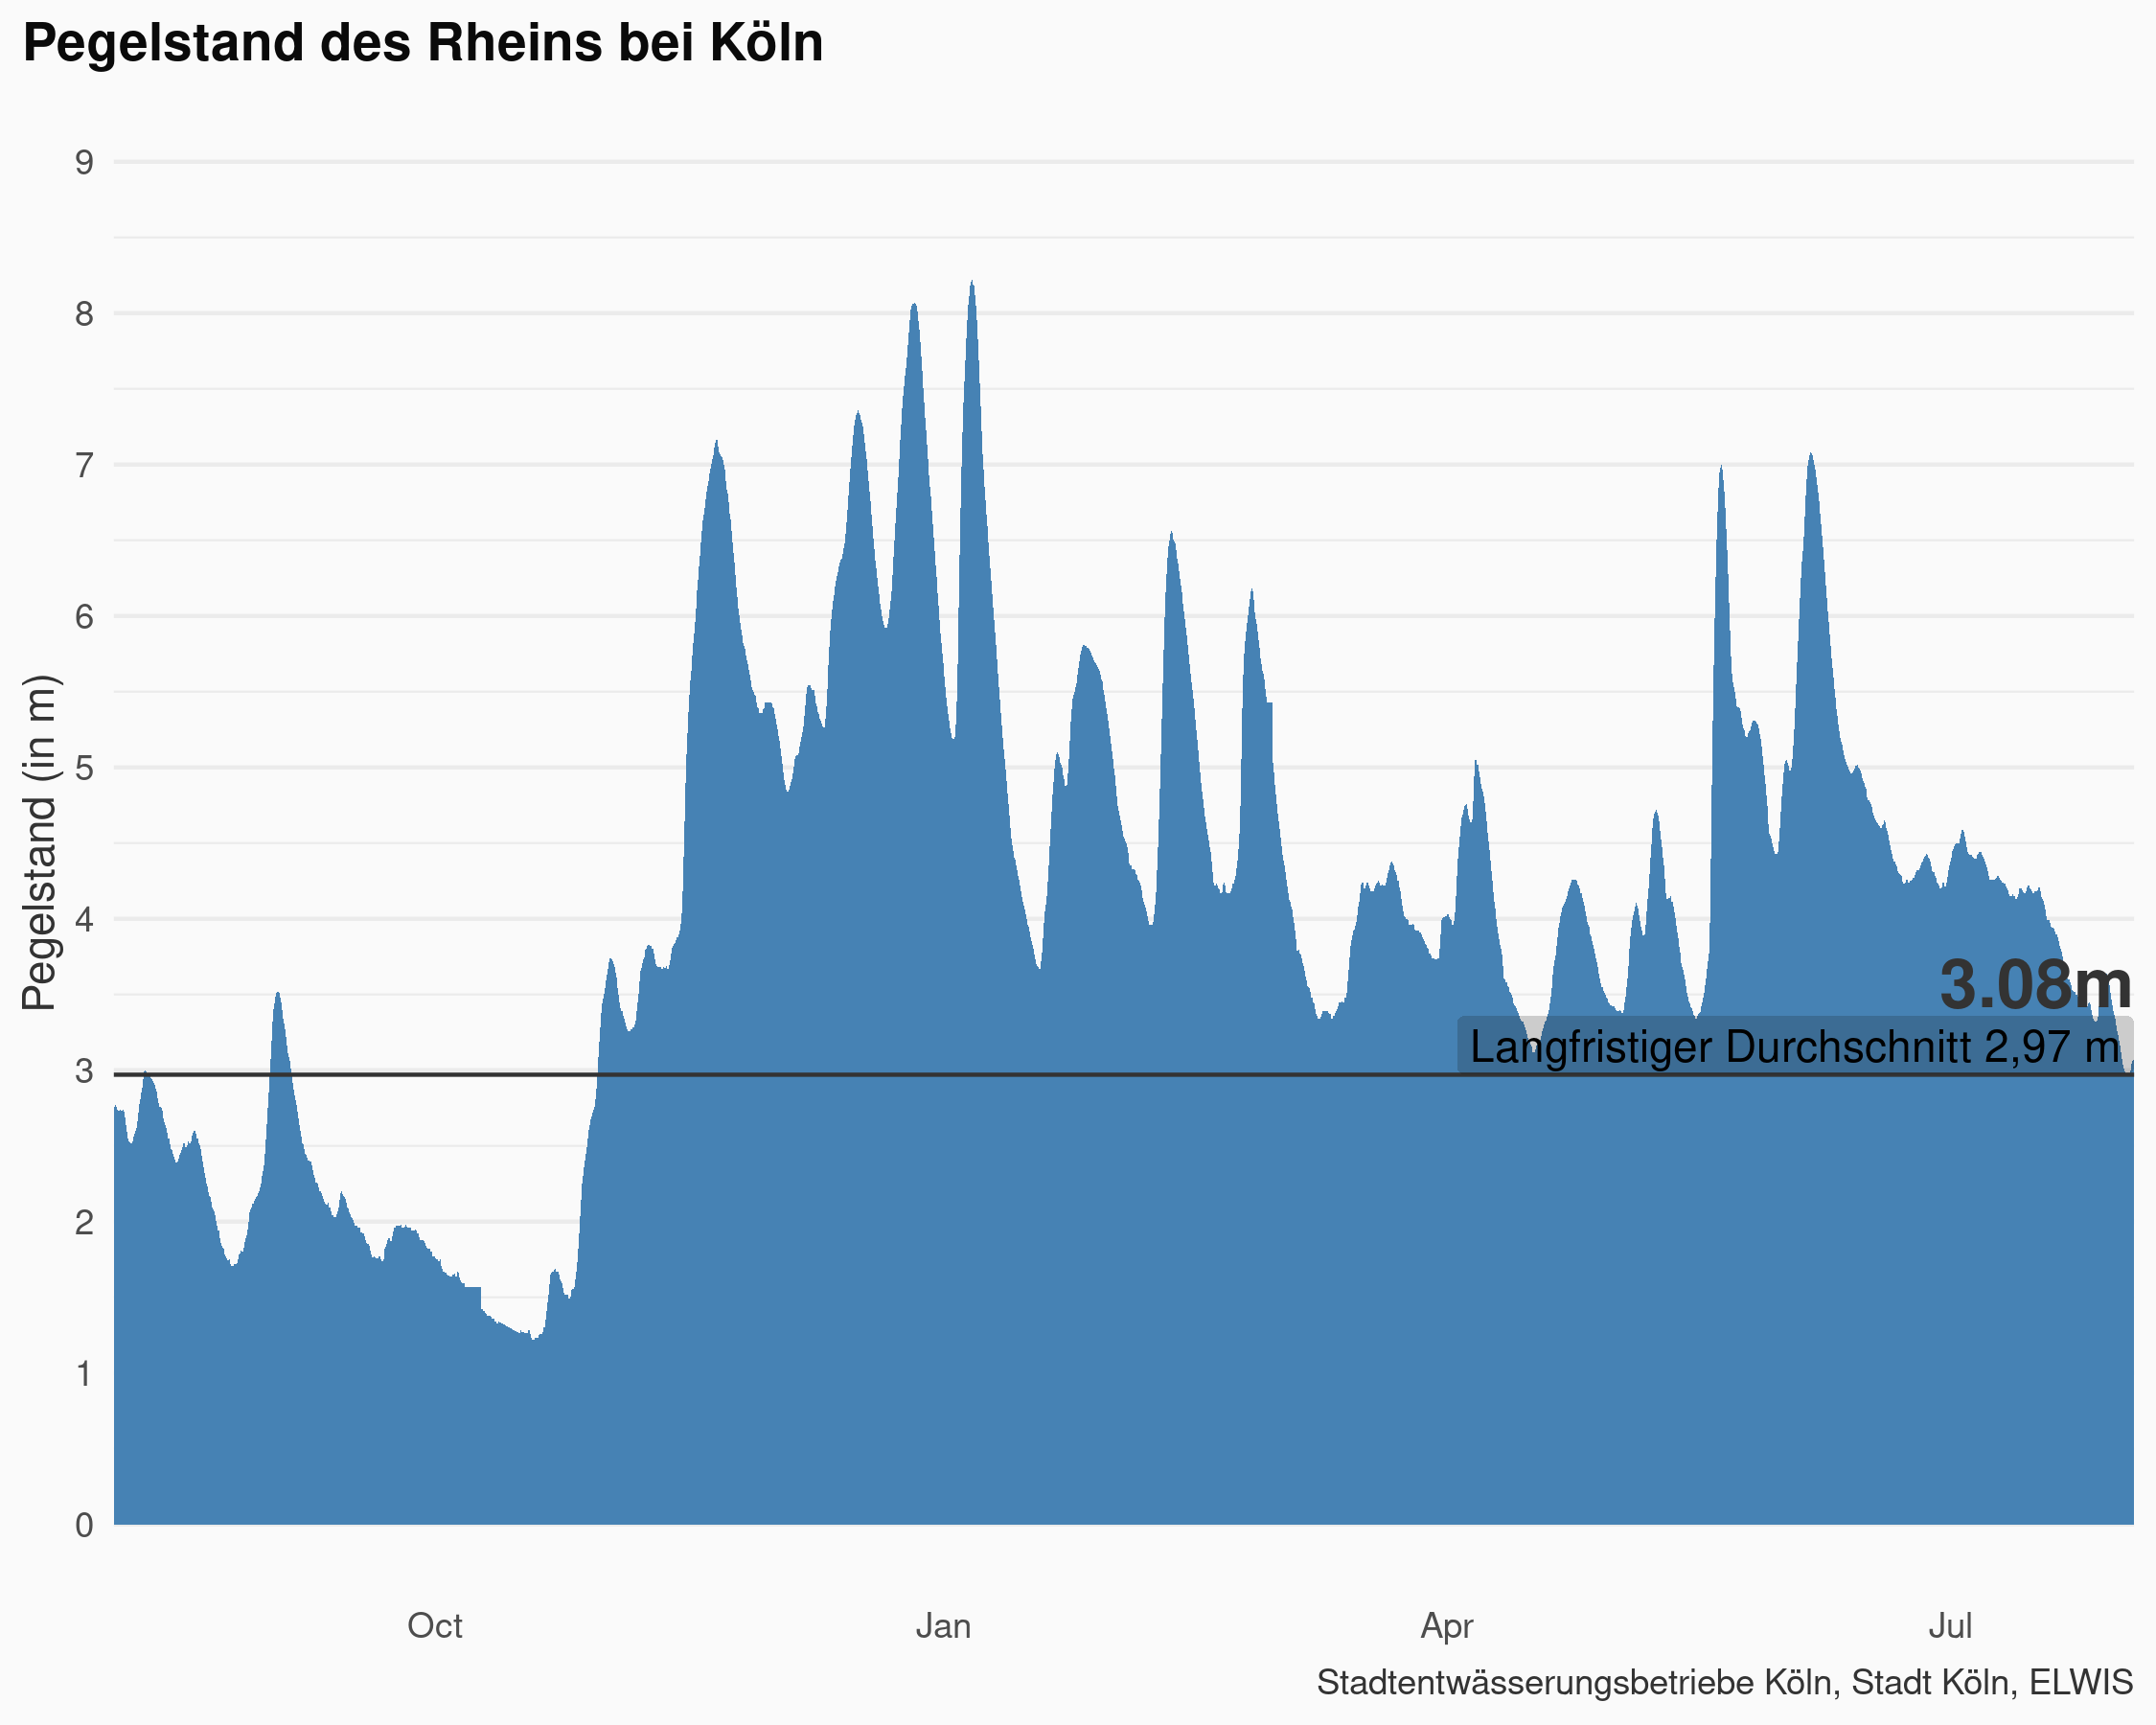 Pegelstand des Rheins bei Köln
Pegelstand (in m)
9
8
7
6
5
4
3
2
1
0
3.08m
Langfristiger Durchschnitt 2,97 m
Oct Jan Apr Jul
Stadtentwässerungsbetriebe Köln, Stadt Köln, ELWIS